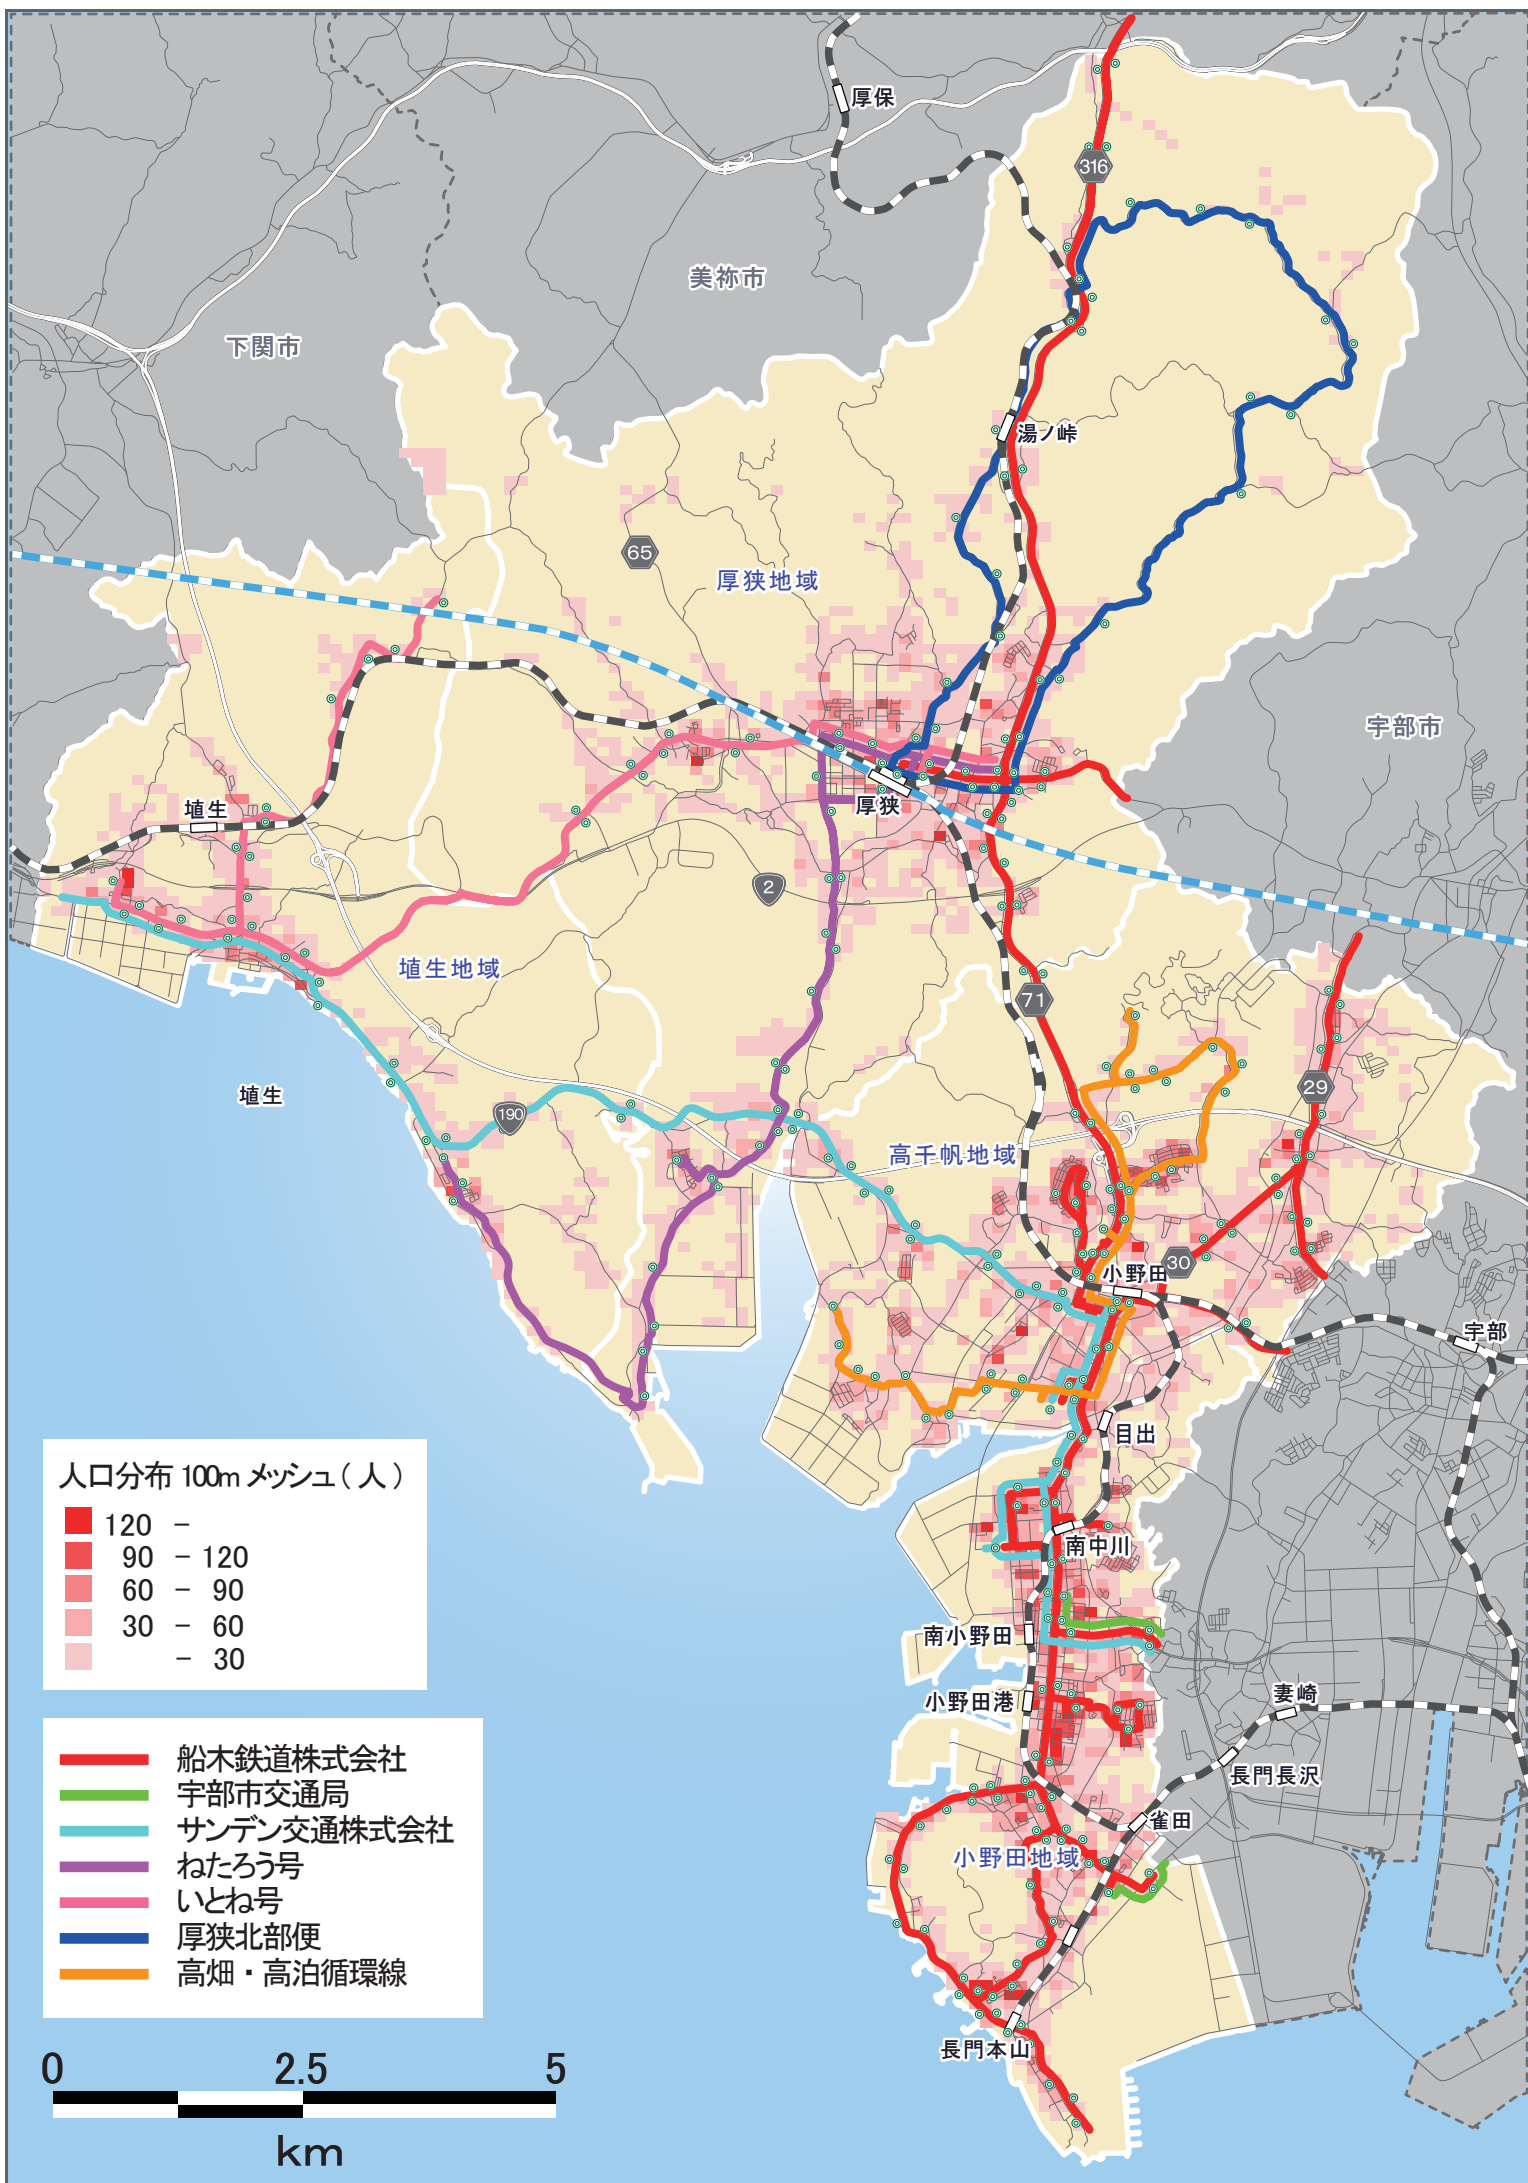 厚保
316
美祢市
下関市
湯ノ峠
65
厚狭地域
宇部市
埴生
厚狭
2
埴生地域
71
29
埴生
190
高千帆地域
30
小野田
宇部
目出
南中川
南小野田
小野田港
妻崎
長門長沢
雀田
小野田地域
長門本山
人口分布 100m メッシュ(人)
120 -
90 - 120
60 - 90
30 - 60
- 30
船木鉄道株式会社
宇部市交通局
サンデン交通株式会社
ねたろう号
いとね号
厚狭北部便
高畑・高泊循環線
0 2.5 5
km